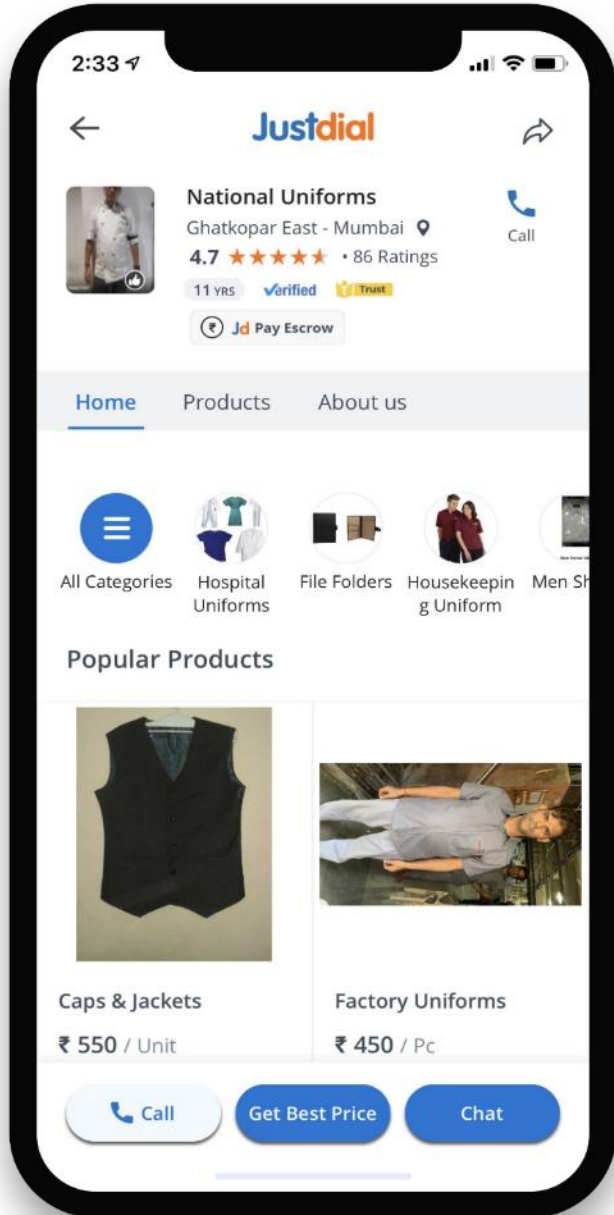 2:33
Justdial
National Uniforms
Ghatkopar East - Mumbai
Call
4.7 ★★★★★ • 86 Ratings
11 YRS Verified Trust
₹ Jd Pay Escrow
Home Products About us
All Categories
Hospital
Uniforms
File Folders
Housekeepin
g Uniform
Men Sh
Popular Products
Caps & Jackets
₹ 550 / Unit
Factory Uniforms
₹ 450 / Pc
Call
Get Best Price
Chat